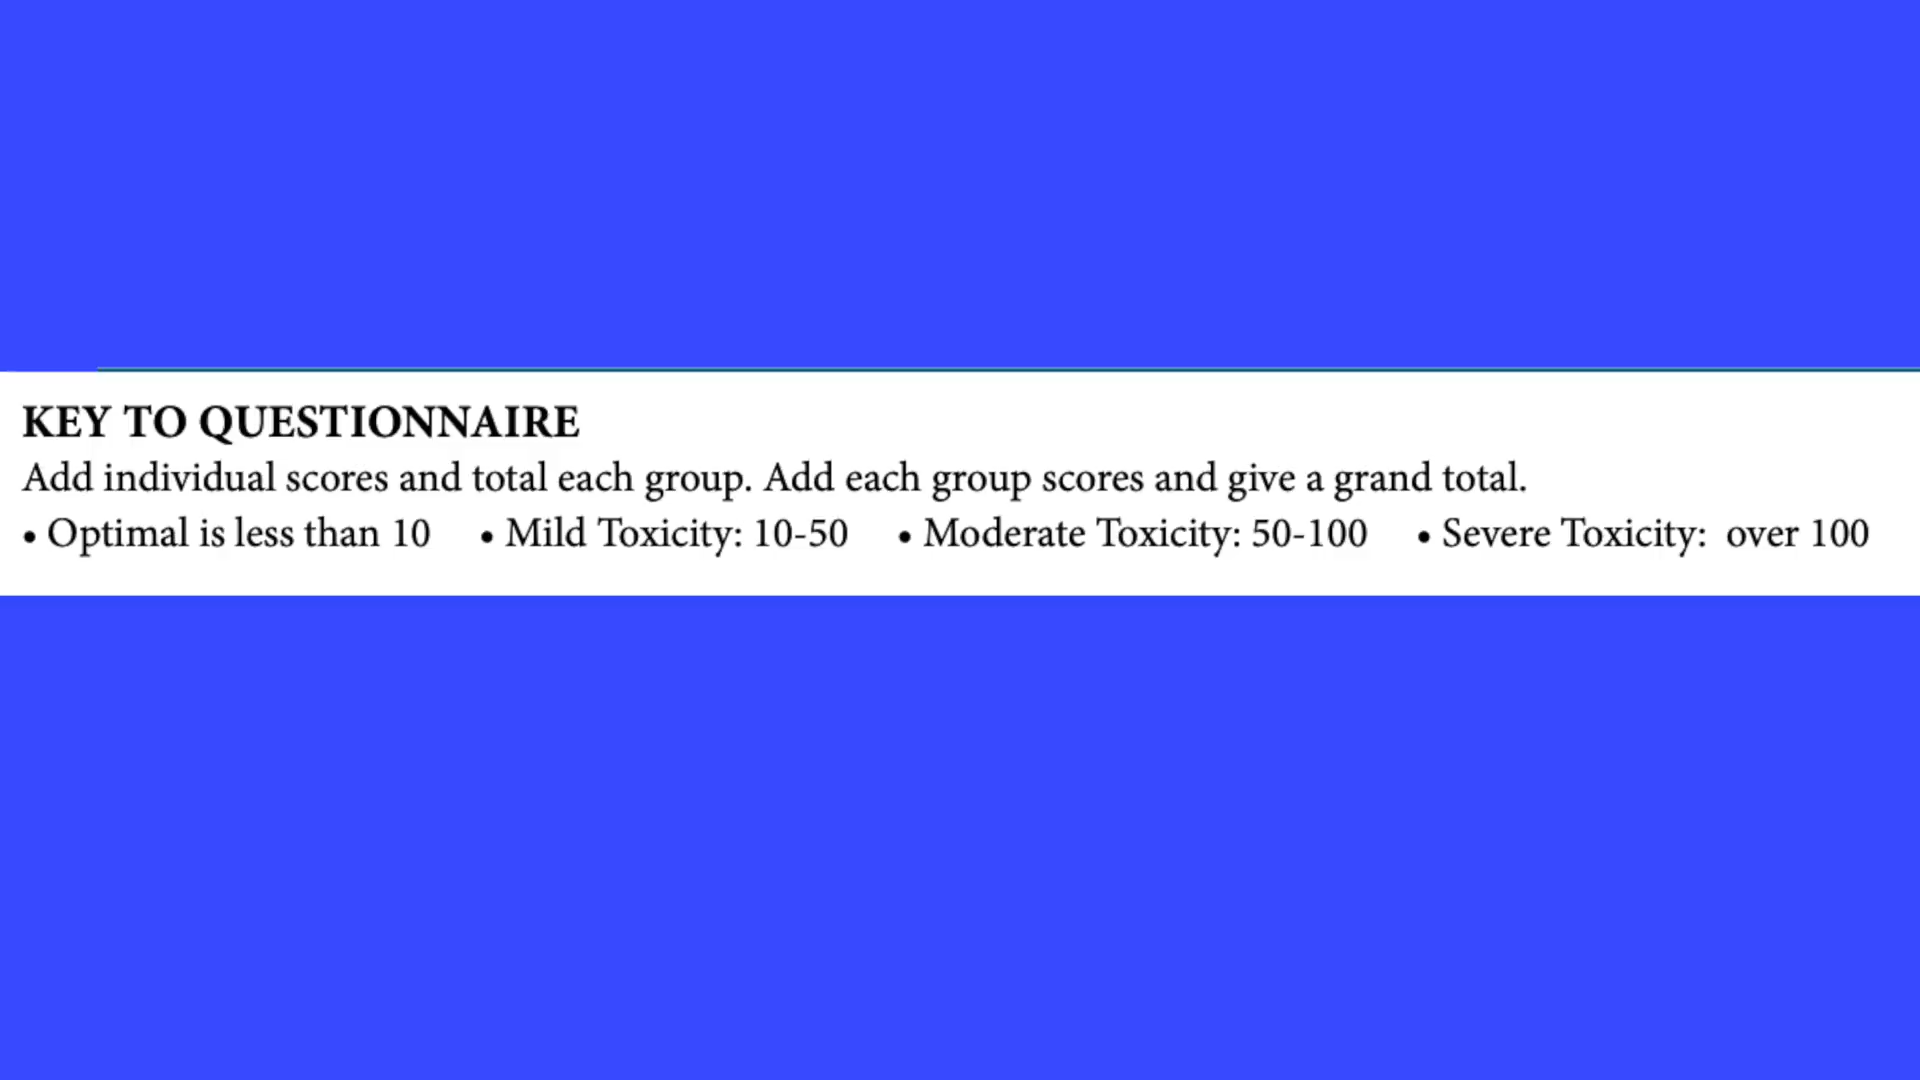 KEY TO QUESTIONNAIRE
Add individual scores and total each group. Add each group scores and give a grand total.
• Optimal is less than 10 • Mild Toxicity: 10-50 • Moderate Toxicity: 50-100 • Severe Toxicity: over 100